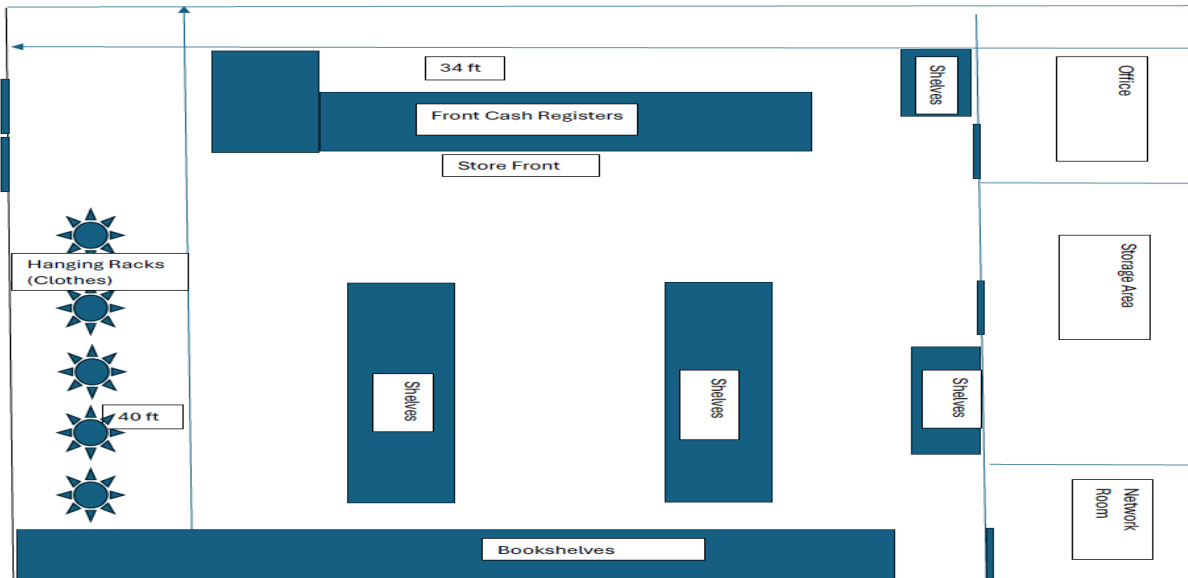 34 ft
Shelves
Office
Front Cash Registers
Store Front
Hanging Racks
(Clothes)
Storage Area
Shelves
Shelves
Shelves
40 ft
Network
Room
Bookshelves